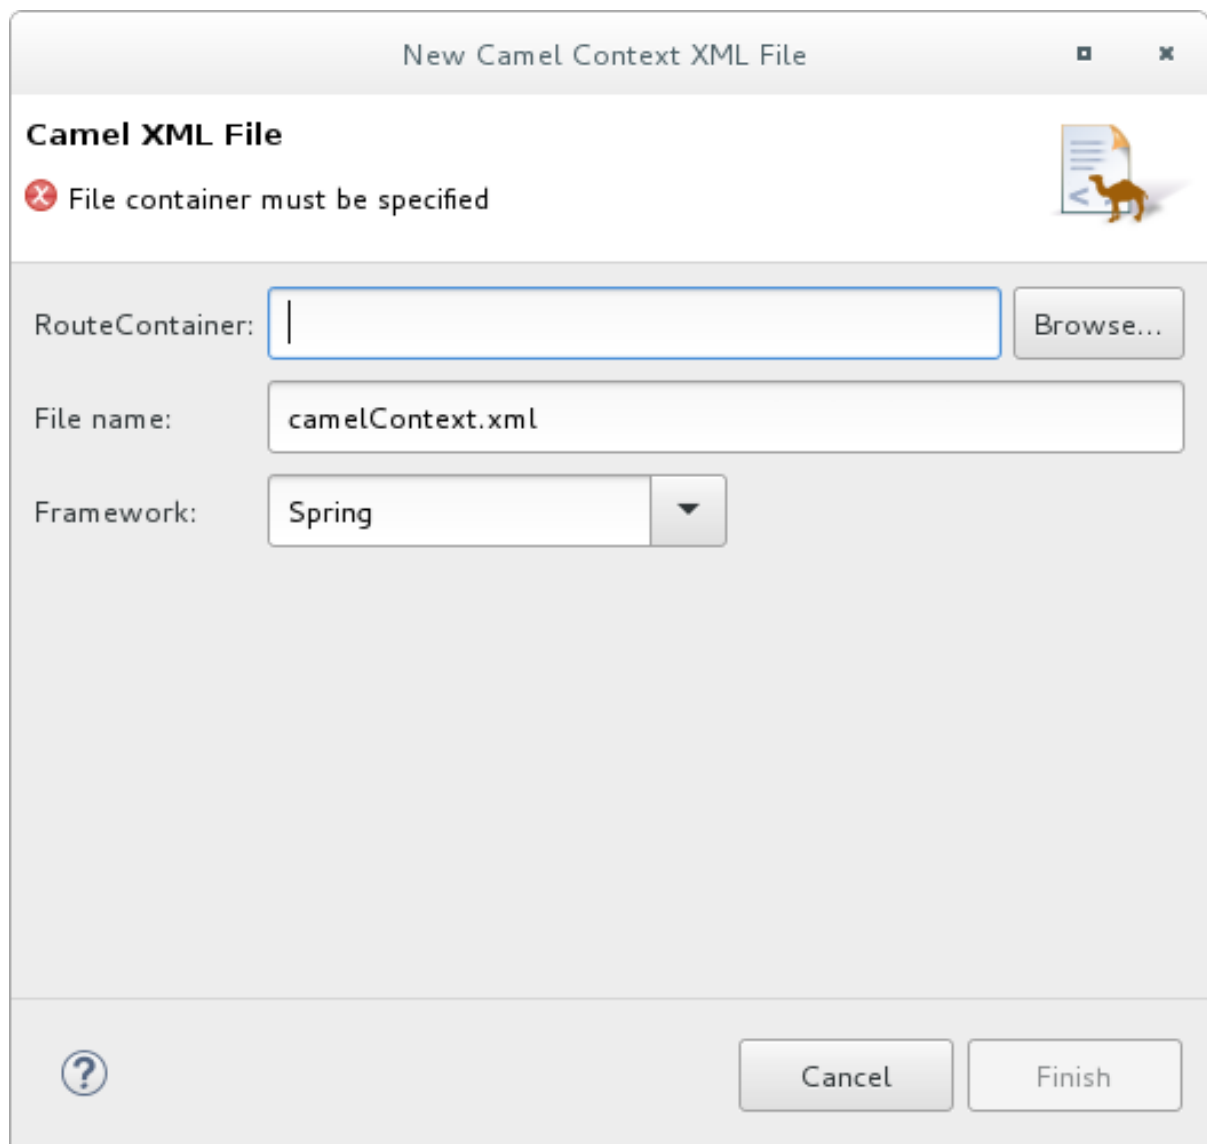 New Camel Context XML File
Camel XML File
File container must be specified
RouteContainer:
Browse...
File name:
camelContext.xml
Framework:
Spring
?
Cancel
Finish